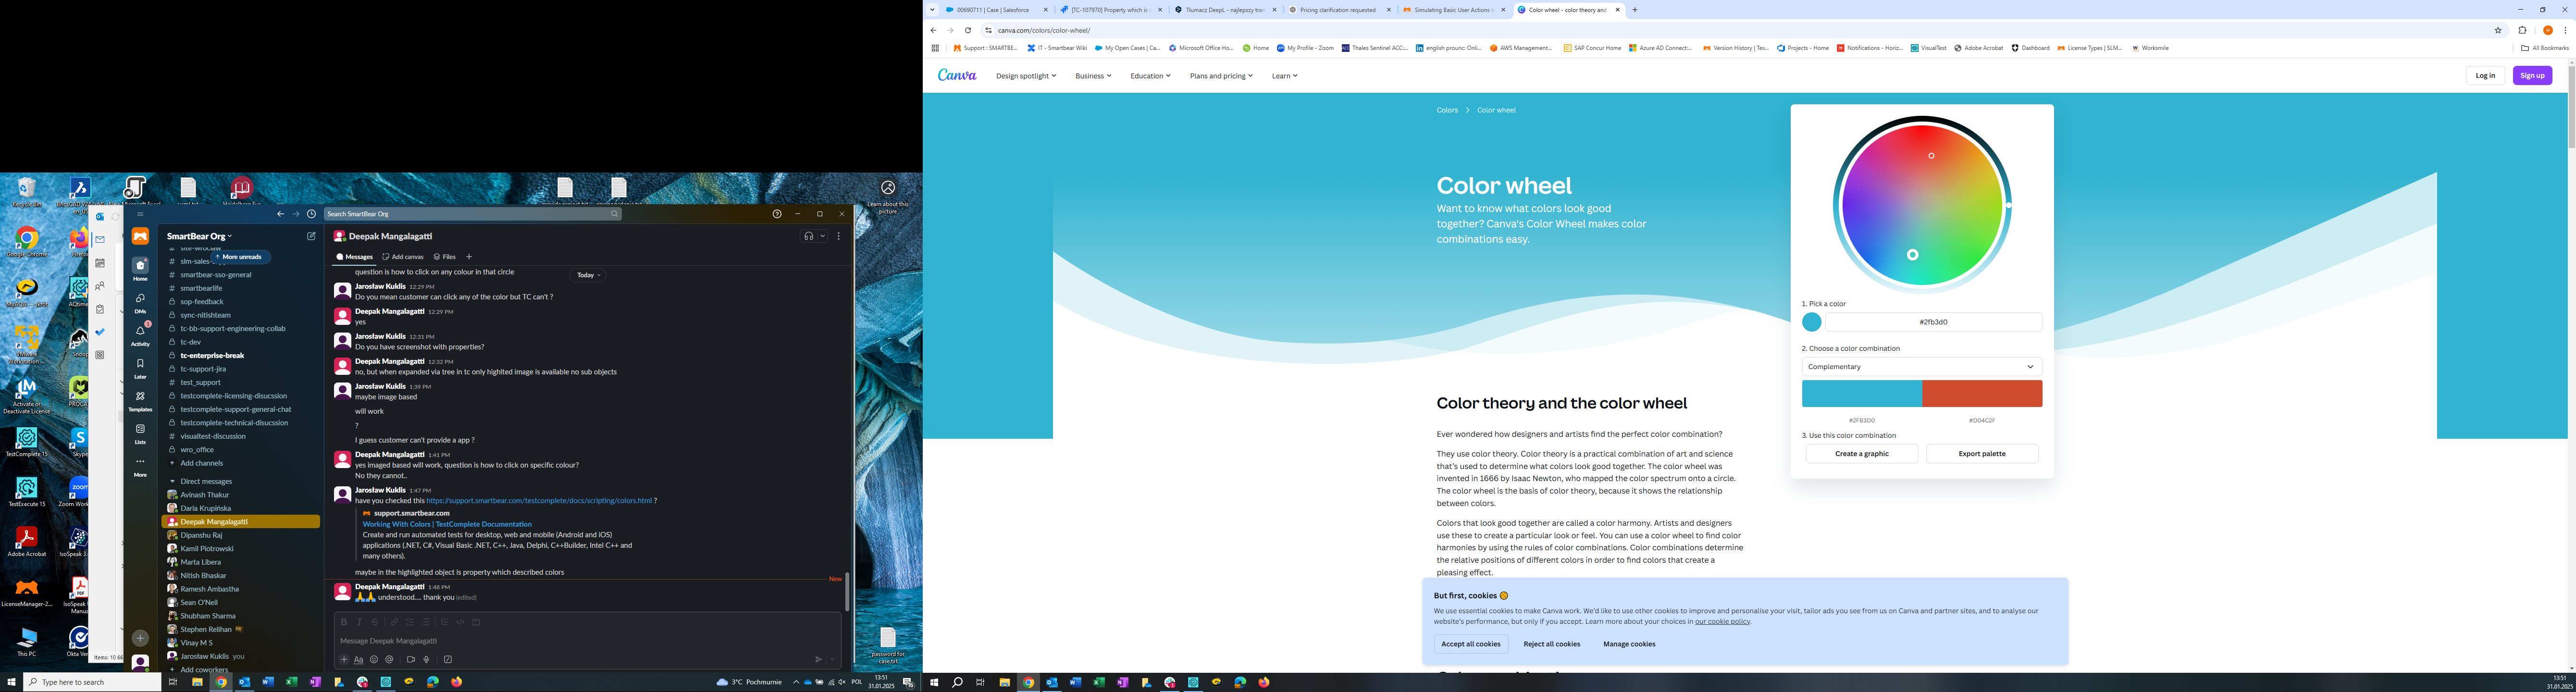 Recycle Bin
Learn about this
picture
Google Chrome
Activate or
Deactivate License
TestComplete 15
TestExecute 15
Zoom Work
Adobe Acrobat
IsoSpeak 3
LicenseManager-2...
IsoSpeak
Manua
This PC
Okta Ve
password for
case.txt
Search SmartBear Org
SmartBear Org
More unreads
site-wroclaw
slm-sales
smartbear-sso-general
smartbearlife
sop-feedback
sync-nitishteam
tc-bb-support-engineering-collab
tc-dev
tc-enterprise-break
tc-support-jira
test_support
testcomplete-licensing-disucssion
testcomplete-support-general-chat
testcomplete-technical-disucssion
visualtest-discussion
wro_office
Add channels
Direct messages
Avinash Thakur
Daria Krupińska
Deepak Mangalagatti
Dipanshu Raj
Kamil Piotrowski
Marta Libera
Nitish Bhaskar
Ramesh Ambastha
Sean O'Neil
Shubham Sharma
Stephen Relihan
Vinay M S
Jarosław Kuklis you
Add coworkers
Home
DMs
Activity
Later
Templates
Lists
More
Deepak Mangalagatti
Messages
Add canvas
Files
question is how to click on any colour in that circle
Today
Jarosław Kuklis 12:29 PM
Do you mean customer can click any of the color but TC can't ?
Deepak Mangalagatti 12:29 PM
yes
Jarosław Kuklis 12:31 PM
Do you have screenshot with properties?
Deepak Mangalagatti 12:32 PM
no, but when expanded via tree in tc only highlted image is available no sub objects
Jarosław Kuklis 1:39 PM
maybe image based
will work
?
I guess customer can't provide a app ?
Deepak Mangalagatti 1:41 PM
yes imaged based will work, question is how to click on specific colour?
No they cannot..
Jarosław Kuklis 1:47 PM
have you checked this https://support.smartbear.com/testcomplete/docs/scripting/colors.html ?
support.smartbear.com
Working With Colors | TestComplete Documentation
Create and run automated tests for desktop, web and mobile (Android and iOS)
applications (.NET, C#, Visual Basic .NET, C++, Java, Delphi, C++Builder, Intel C++ and
many others).
maybe in the highlighted object is property which described colors
New
Deepak Mangalagatti 1:48 PM
🙏🙏 understood.... thank you (edited)
Message Deepak Mangalagatti
Type here to search
3°C Pochmurnie
POL
13:51
31.01.2025
00690711 | Case | Salesforce
[TC-107970] Property which is
Tłumacz DeepL - najlepszy tra
Pricing clarification requested
Simulating Basic User Actions
Color wheel - color theory and
canva.com/colors/color-wheel/
Support : SMARTBE...
IT - Smartbear Wiki
My Open Cases | Ca...
Microsoft Office Ho...
Home
My Profile - Zoom
Thales Sentinel ACC:...
english prounc: Onli...
AWS Management...
SAP Concur Home
Azure AD Connect:...
Version History | Tes...
Projects - Home
Notifications - Horiz...
VisualTest
Adobe Acrobat
Dashboard
License Types | SLM...
Worksmile
All Bookmarks
Canva
Design spotlight
Business
Education
Plans and pricing
Learn
Log in
Sign up
Colors
Color wheel
Color wheel
Want to know what colors look good
together? Canva's Color Wheel makes color
combinations easy.
1. Pick a color
#2fb3d0
2. Choose a color combination
Complementary
#2FB3D0
#D04C2F
3. Use this color combination
Create a graphic
Export palette
Color theory and the color wheel
Ever wondered how designers and artists find the perfect color combination?
They use color theory. Color theory is a practical combination of art and science
that's used to determine what colors look good together. The color wheel was
invented in 1666 by Isaac Newton, who mapped the color spectrum onto a circle.
The color wheel is the basis of color theory, because it shows the relationship
between colors.
Colors that look good together are called a color harmony. Artists and designers
use these to create a particular look or feel. You can use a color wheel to find color
harmonies by using the rules of color combinations. Color combinations determine
the relative positions of different colors in order to find colors that create a
pleasing effect.
But first, cookies 🍪
We use essential cookies to make Canva work. We'd like to use other cookies to improve and personalise your visit, tailor ads you see from us on Canva and partner sites, and to analyse our
website's performance, but only if you accept. Learn more about your choices in our cookie policy.
Accept all cookies
Reject all cookies
Manage cookies
13:51
31.01.2025